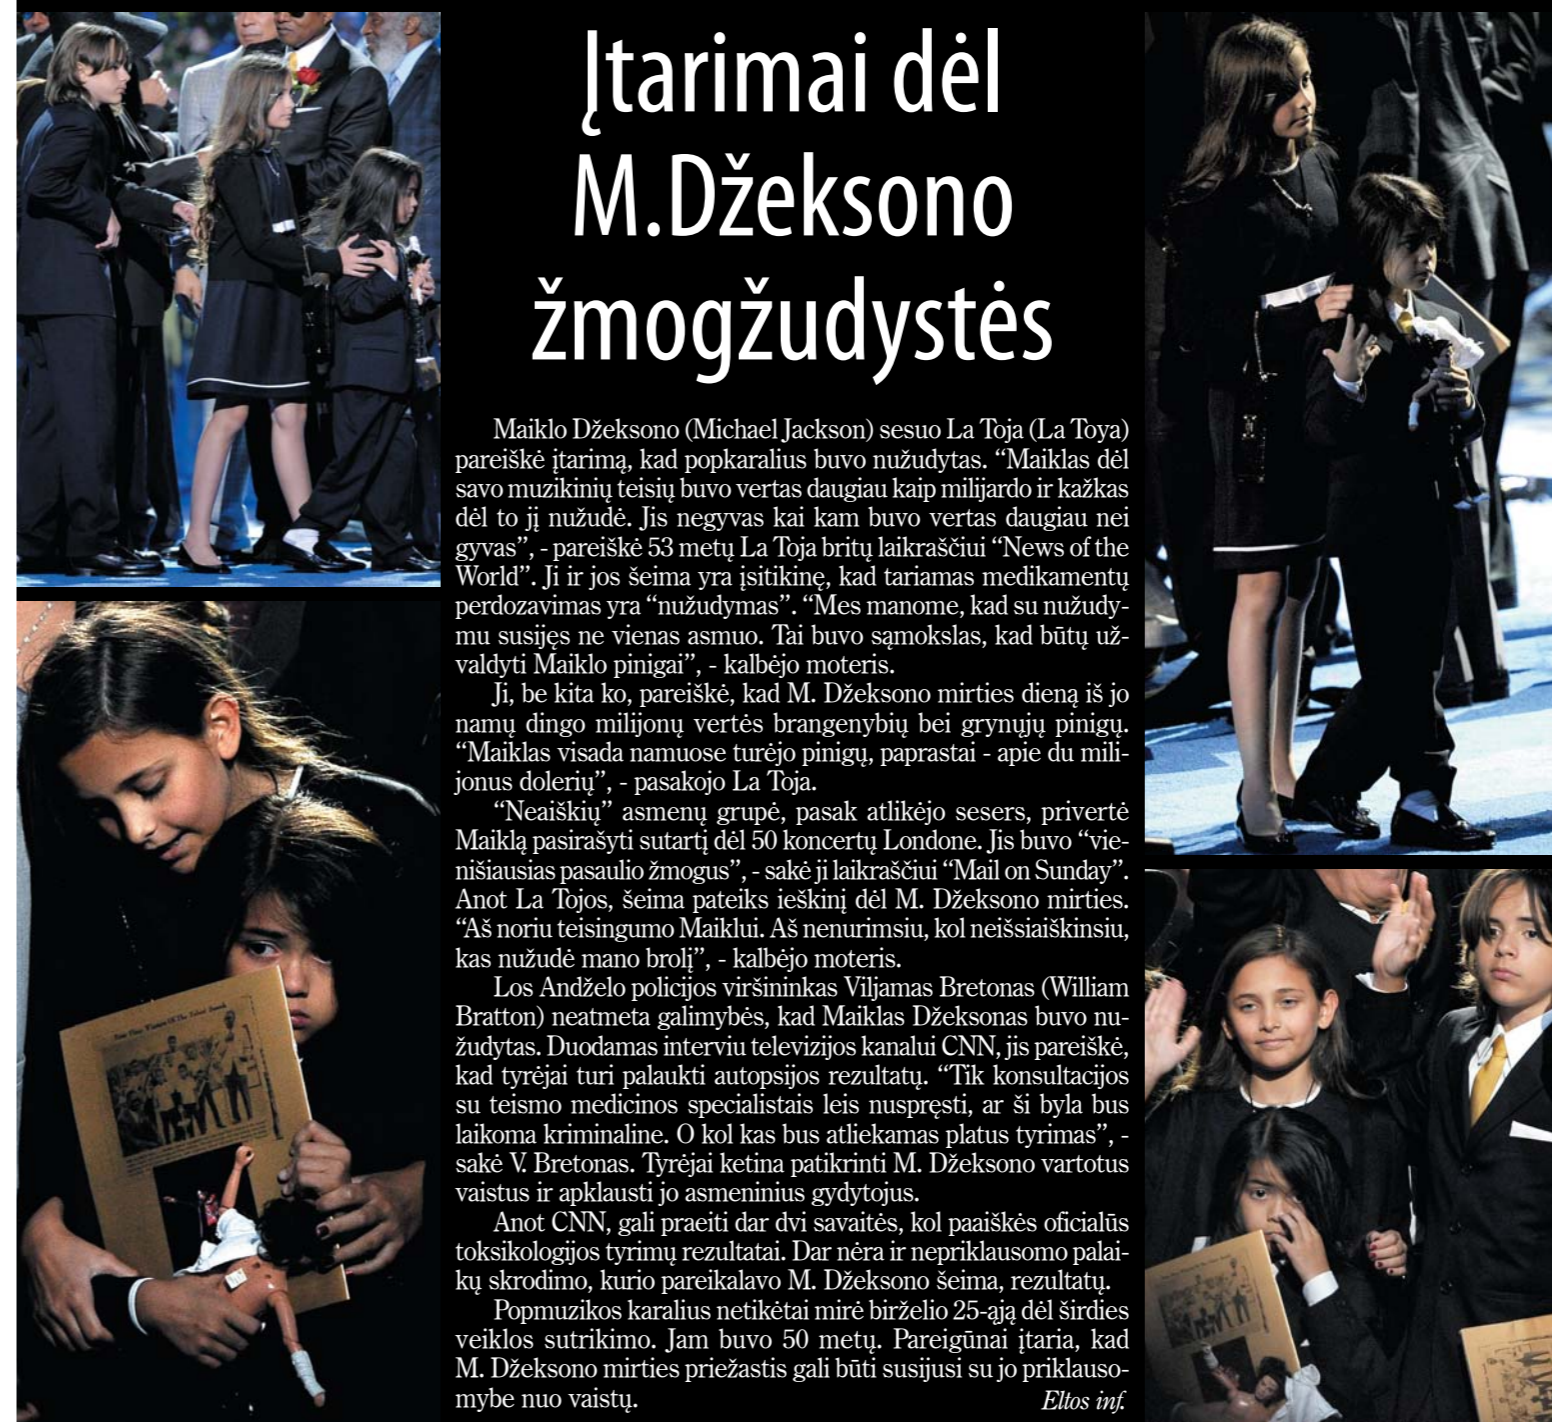 Įtarimai dėl
M.Džeksono
žmogžudystės
Maiklo Džeksono (Michael Jackson) sesuo La Toja (La Toya)
pareiškė įtarimą, kad popkaralius buvo nužudytas. “Maiklas dėl
savo muzikinių teisių buvo vertas daugiau kaip milijardo ir kažkas
dėl to jį nužudė. Jis negyvas kai kam buvo vertas daugiau nei
gyvas”, - pareiškė 53 metų La Toja britų laikraščiui “News of the
World”. Ji ir jos šeima yra įsitikinę, kad tariamas medikamentų
perdozavimas yra “nužudymas”. “Mes manome, kad su nužudy-
mu susijęs ne vienas asmuo. Tai buvo sąmokslas, kad būtų už-
valdyti Maiklo pinigai”, - kalbėjo moteris.
Ji, be kita ko, pareiškė, kad M. Džeksono mirties dieną iš jo
namų dingo milijonų vertės brangenybių bei grynųjų pinigų.
“Maiklas visada namuose turėjo pinigų, paprastai - apie du mili-
jonus dolerių”, - pasakojo La Toja.
“Neaiškių” asmenų grupė, pasak atlikėjo sesers, privertė
Maiklą pasirašyti sutartį dėl 50 koncertų Londone. Jis buvo “vie-
nišiausias pasaulio žmogus”, - sakė ji laikraščiui “Mail on Sunday”.
Anot La Tojos, šeima pateiks ieškinį dėl M. Džeksono mirties.
“Aš noriu teisingumo Maiklui. Aš nenurimsiu, kol neišsiaiškinsiu,
kas nužudė mano brolį”, - kalbėjo moteris.
Los Andželo policijos viršininkas Viljamas Bretonas (William
Bratton) neatmeta galimybės, kad Maiklas Džeksonas buvo nu-
žudytas. Duodamas interviu televizijos kanalui CNN, jis pareiškė,
kad tyrėjai turi palaukti autopsijos rezultatų. “Tik konsultacijos
su teismo medicinos specialistais leis nuspręsti, ar ši byla bus
laikoma kriminaline. O kol kas bus atliekamas platus tyrimas”, -
sakė V. Bretonas. Tyrėjai ketina patikrinti M. Džeksono vartotus
vaistus ir apklausti jo asmeninius gydytojus.
Anot CNN, gali praeiti dar dvi savaitės, kol paaiškės oficialūs
toksikologijos tyrimų rezultatai. Dar nėra ir nepriklausomo palai-
kų skrodimo, kurio pareikalavo M. Džeksono šeima, rezultatų.
Popmuzikos karalius netikėtai mirė birželio 25-ąją dėl širdies
veiklos sutrikimo. Jam buvo 50 metų. Pareigūnai įtaria, kad
M. Džeksono mirties priežastis gali būti susijusi su jo priklauso-
mybe nuo vaistų.
Eltos inf.